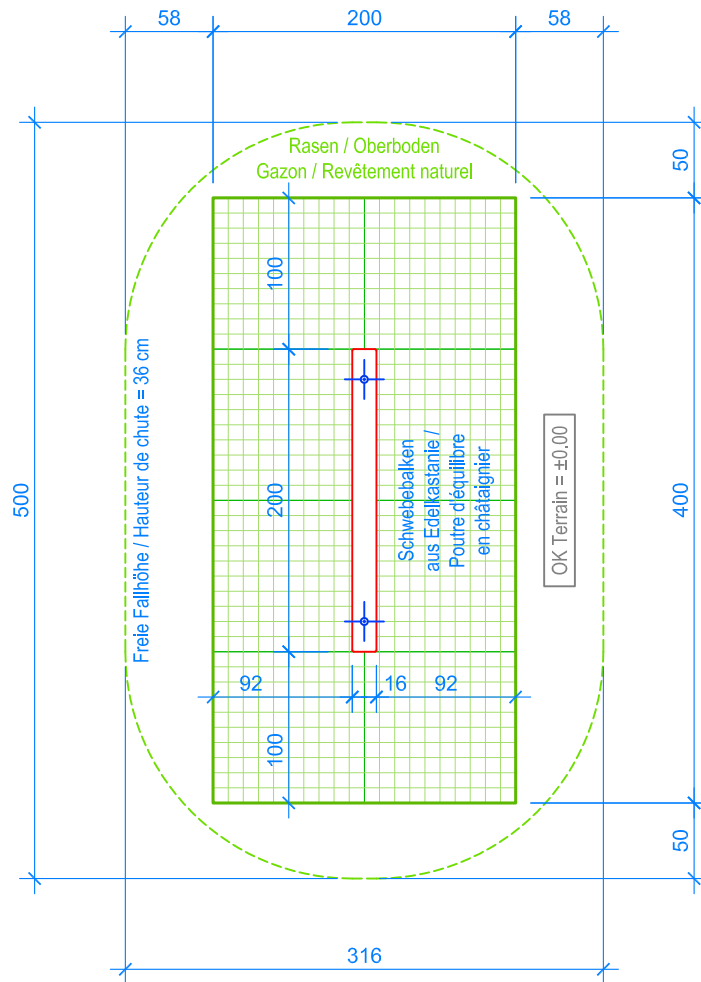 58
200
58
Rasen / Oberboden
Gazon / Revêtement naturel
50
100
Freie Fallhöhe / Hauteur de chute = 36 cm
500
200
Schwebebalken
aus Edelkastanie /
Poutre d'équilibre
en châtaignier
OK Terrain = ±0.00
400
92
16
92
100
50
316